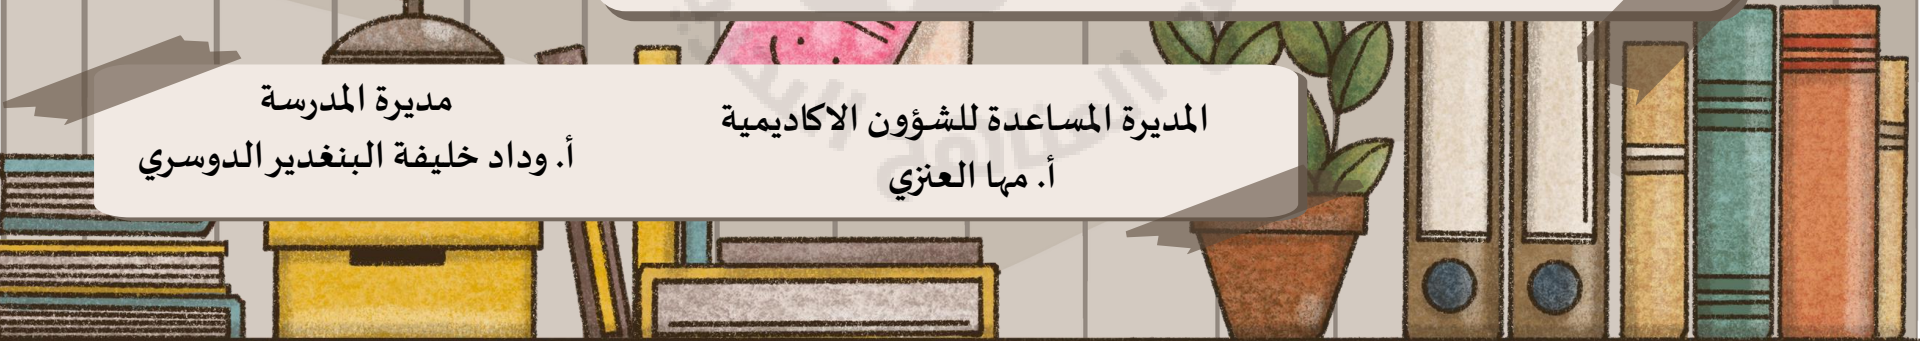 المديرة المساعدة للشؤون الاكاديمية
أ. مها العنزي
مديرة المدرسة
أ. وداد خليفة البنغدير الدوسري